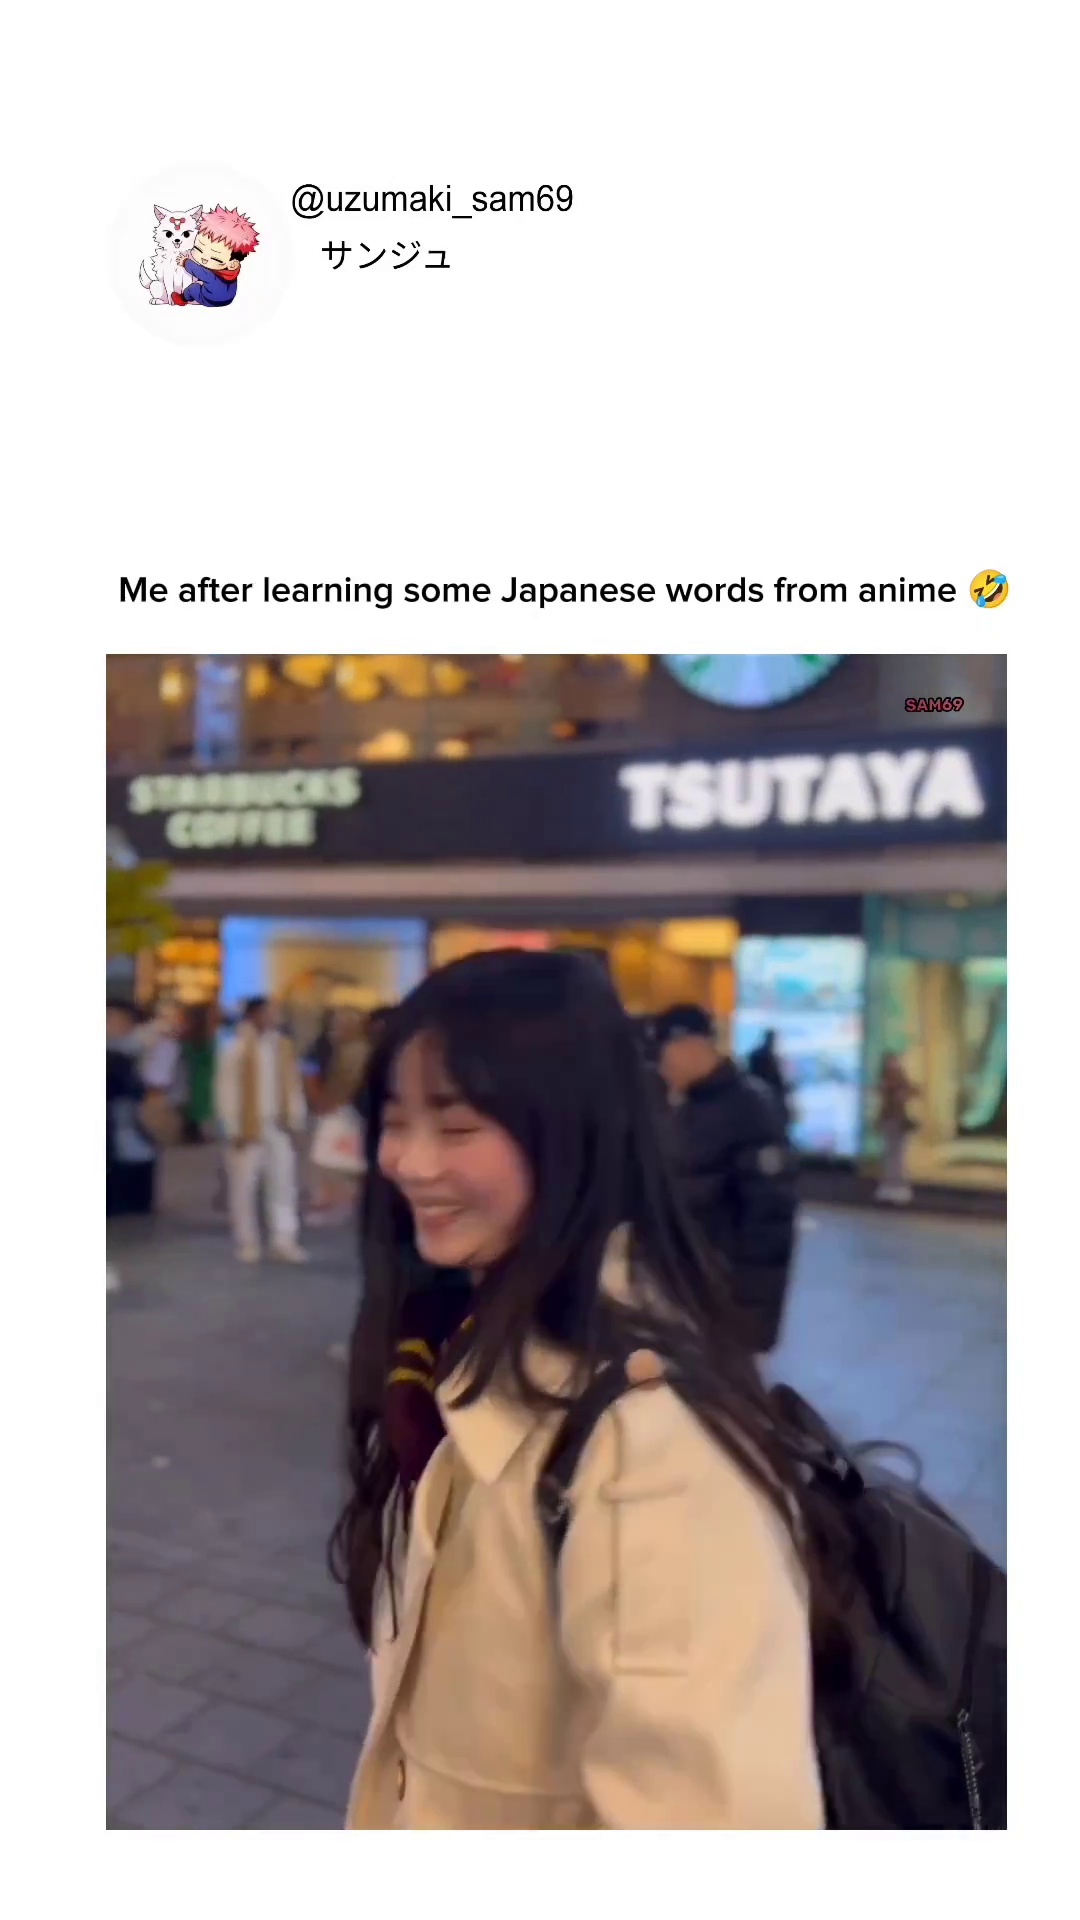 @uzumaki_sam69
サンジュ
Me after learning some Japanese words from anime 🤣
SAM69
STARBUCKS
COFFEE
TSUTAYA